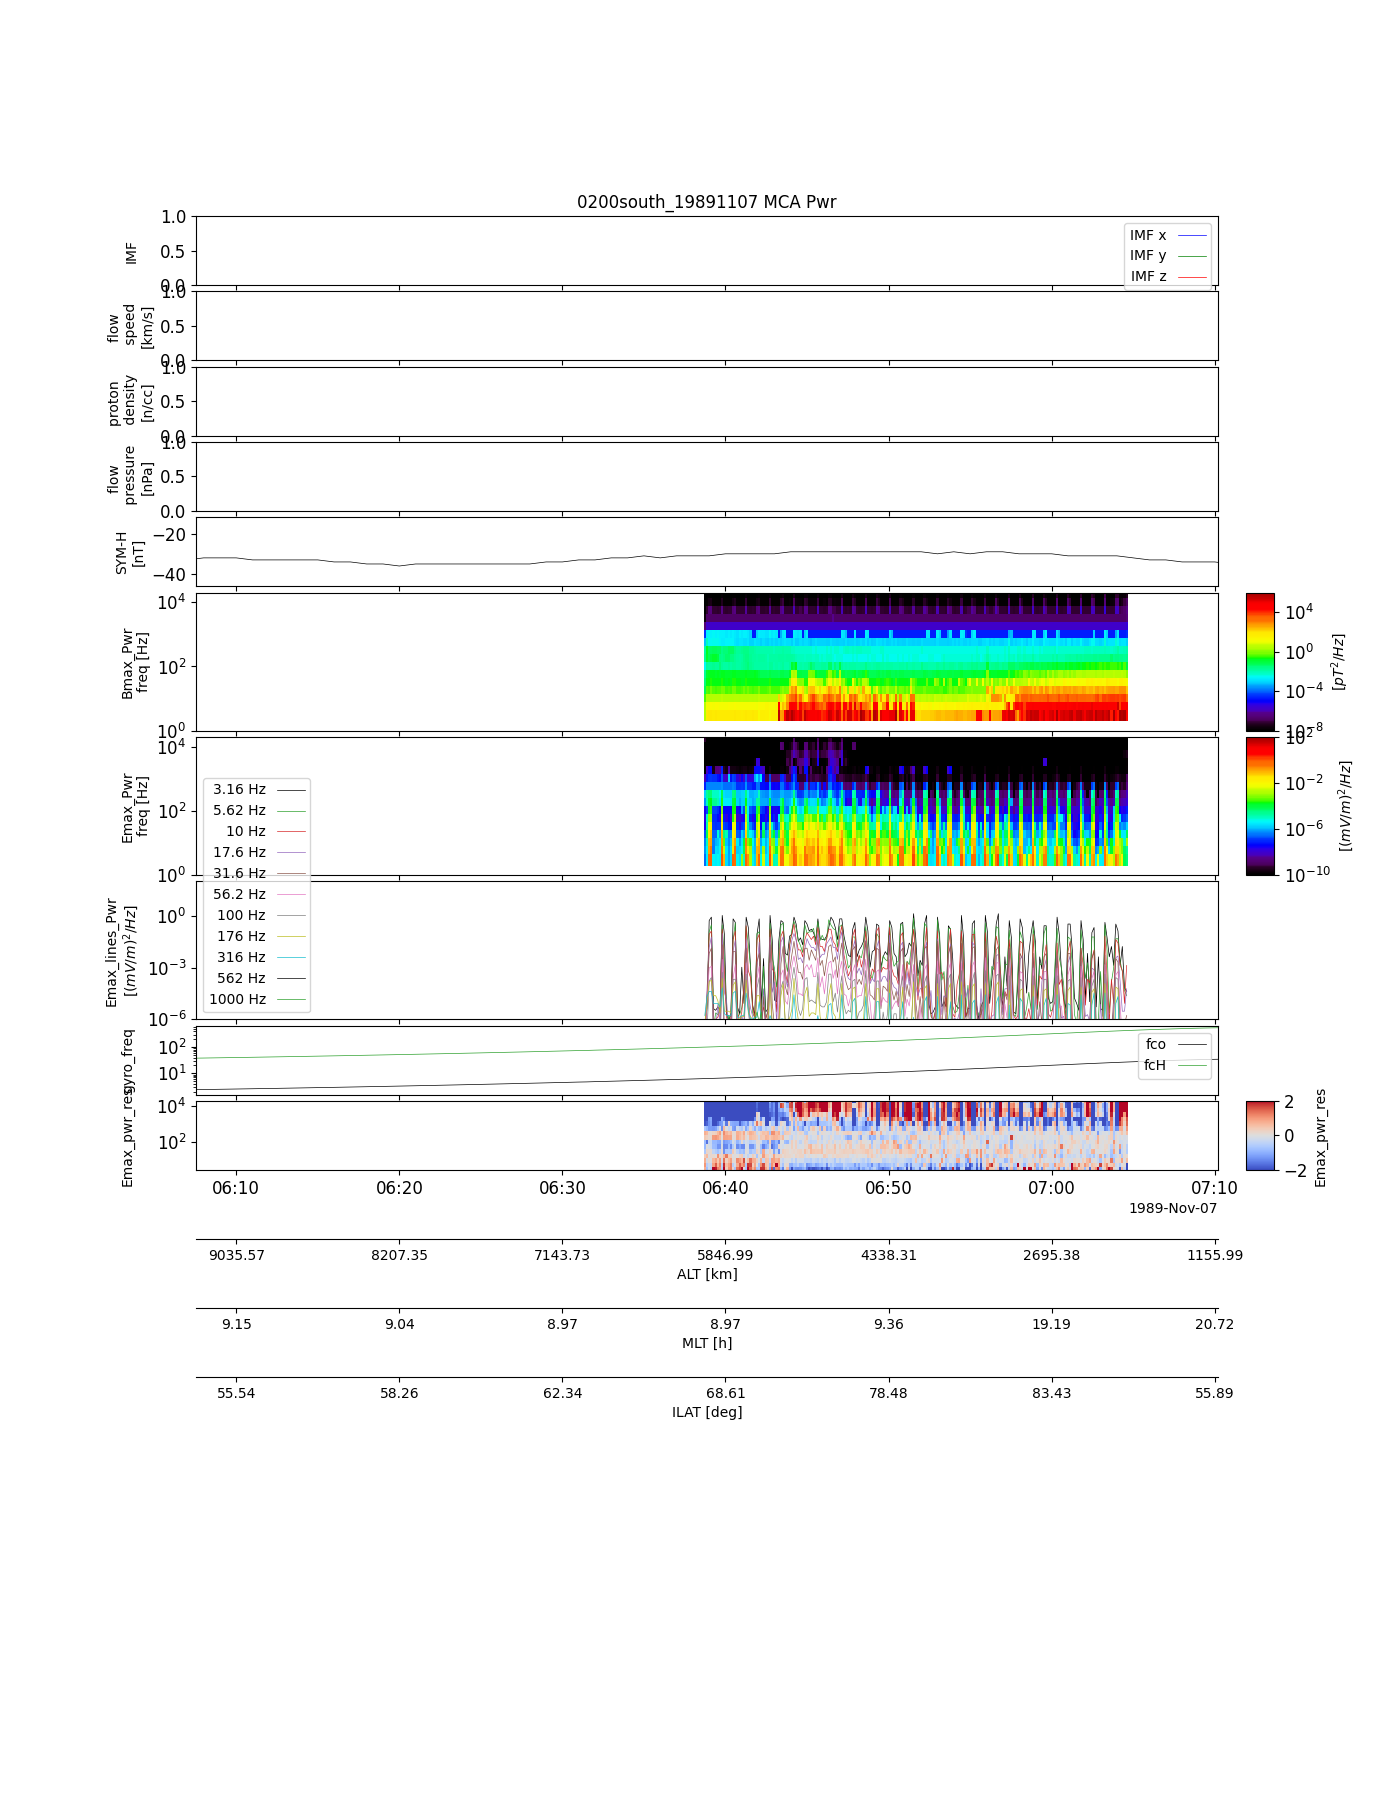 0200south_19891107 MCA Pwr
IMF
1.0
0.5
0.0
IMF x
IMF y
IMF z
flow
speed
[km/s]
1.0
0.5
0.0
proton
density
[n/cc]
1.0
0.5
0.0
flow
pressure
[nPa]
1.0
0.5
0.0
SYM-H
[nT]
−20
−40
Bmax_Pwr
freq [Hz]
10^4
10^2
10^0
10^4
10^0
10^-4
10^-8
[pT^2/Hz]
Emax_Pwr
freq [Hz]
10^4
10^2
10^0
10^2
10^-2
10^-6
10^-10
[(mV/m)^2/Hz]
3.16 Hz
5.62 Hz
10 Hz
17.6 Hz
31.6 Hz
56.2 Hz
100 Hz
176 Hz
316 Hz
562 Hz
1000 Hz
Emax_lines_Pwr
[(mV/m)^2/Hz]
10^0
10^-3
10^-6
gyro_freq
10^2
10^1
fco
fcH
Emax_pwr_res
10^4
10^2
2
0
−2
Emax_pwr_res
06:10 06:20 06:30 06:40 06:50 07:00 07:10
1989-Nov-07
9035.57 8207.35 7143.73 5846.99 4338.31 2695.38 1155.99
ALT [km]
9.15 9.04 8.97 8.97 9.36 19.19 20.72
MLT [h]
55.54 58.26 62.34 68.61 78.48 83.43 55.89
ILAT [deg]